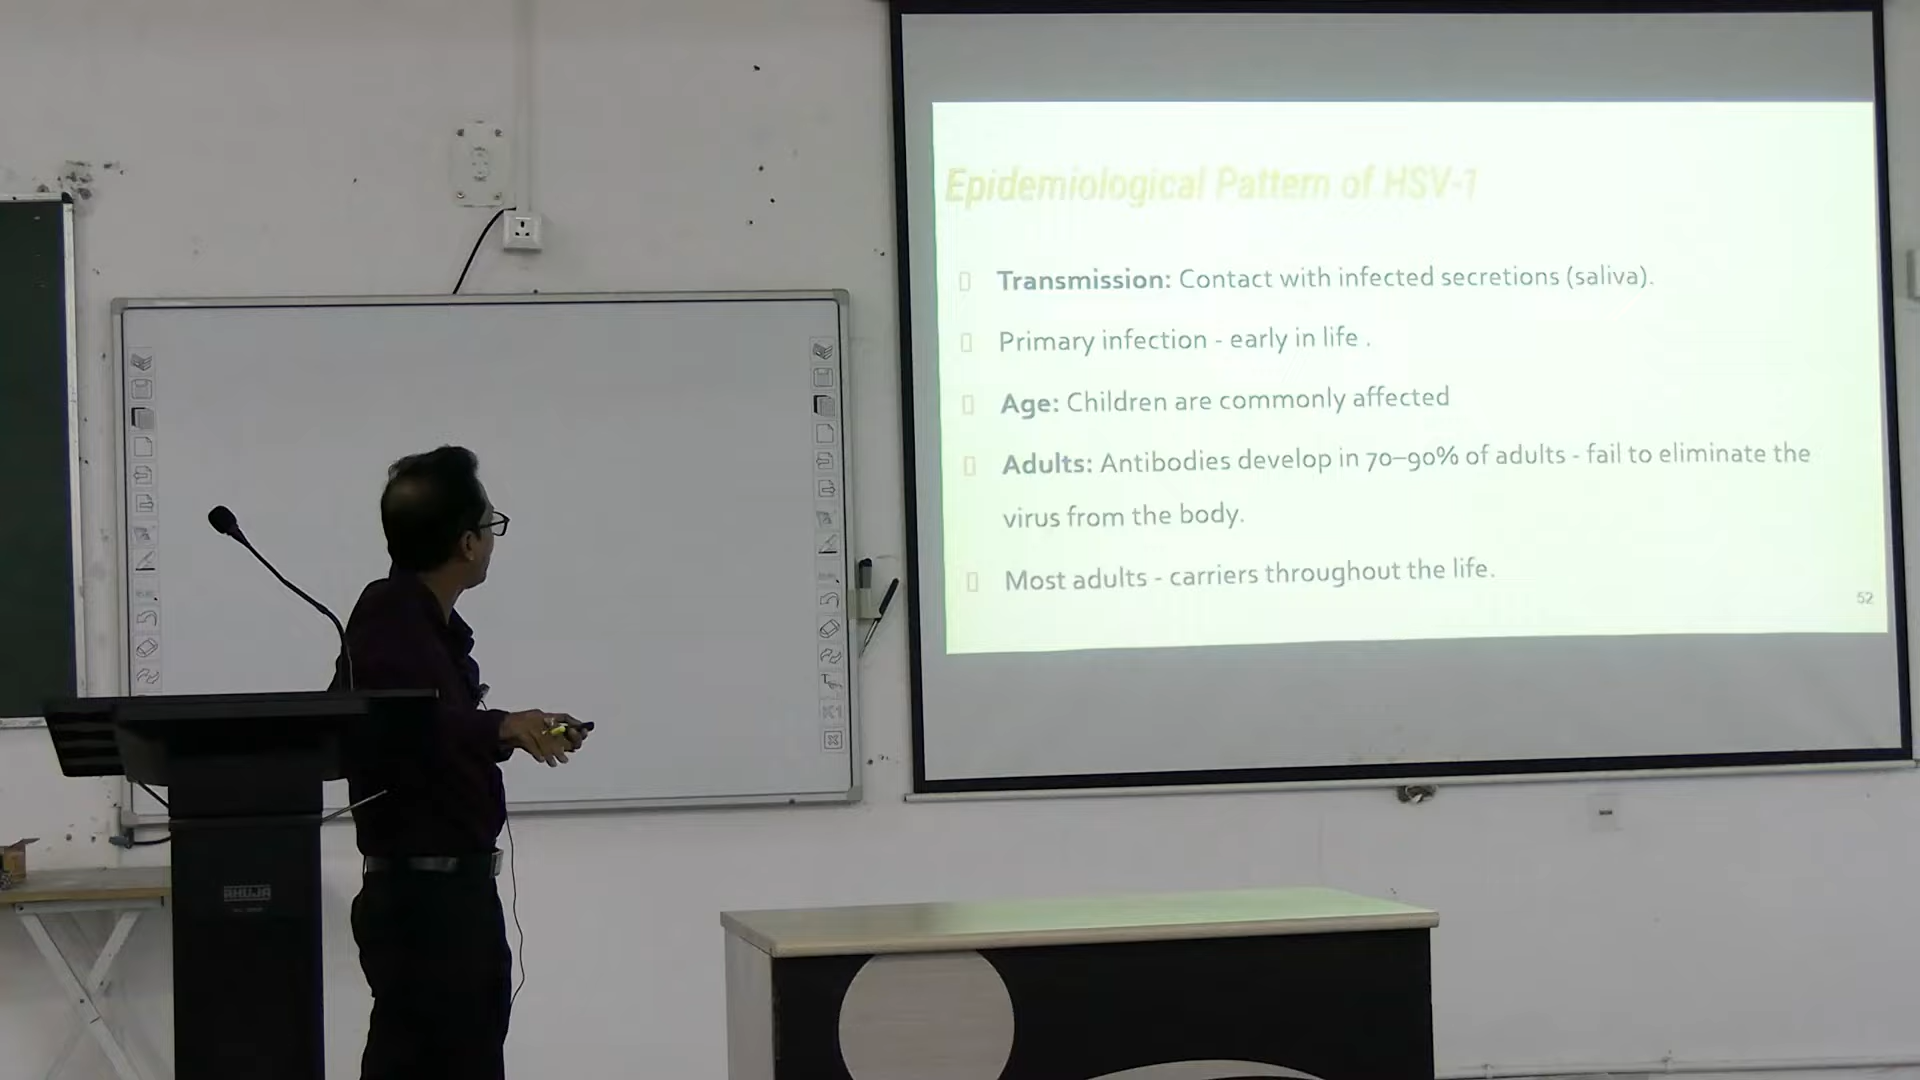 Epidemiological Pattern of HSV-1
Transmission: Contact with infected secretions (saliva).
Primary infection - early in life .
Age: Children are commonly affected
Adults: Antibodies develop in 70–90% of adults - fail to eliminate the
virus from the body.
Most adults - carriers throughout the life.
52
AHUJA